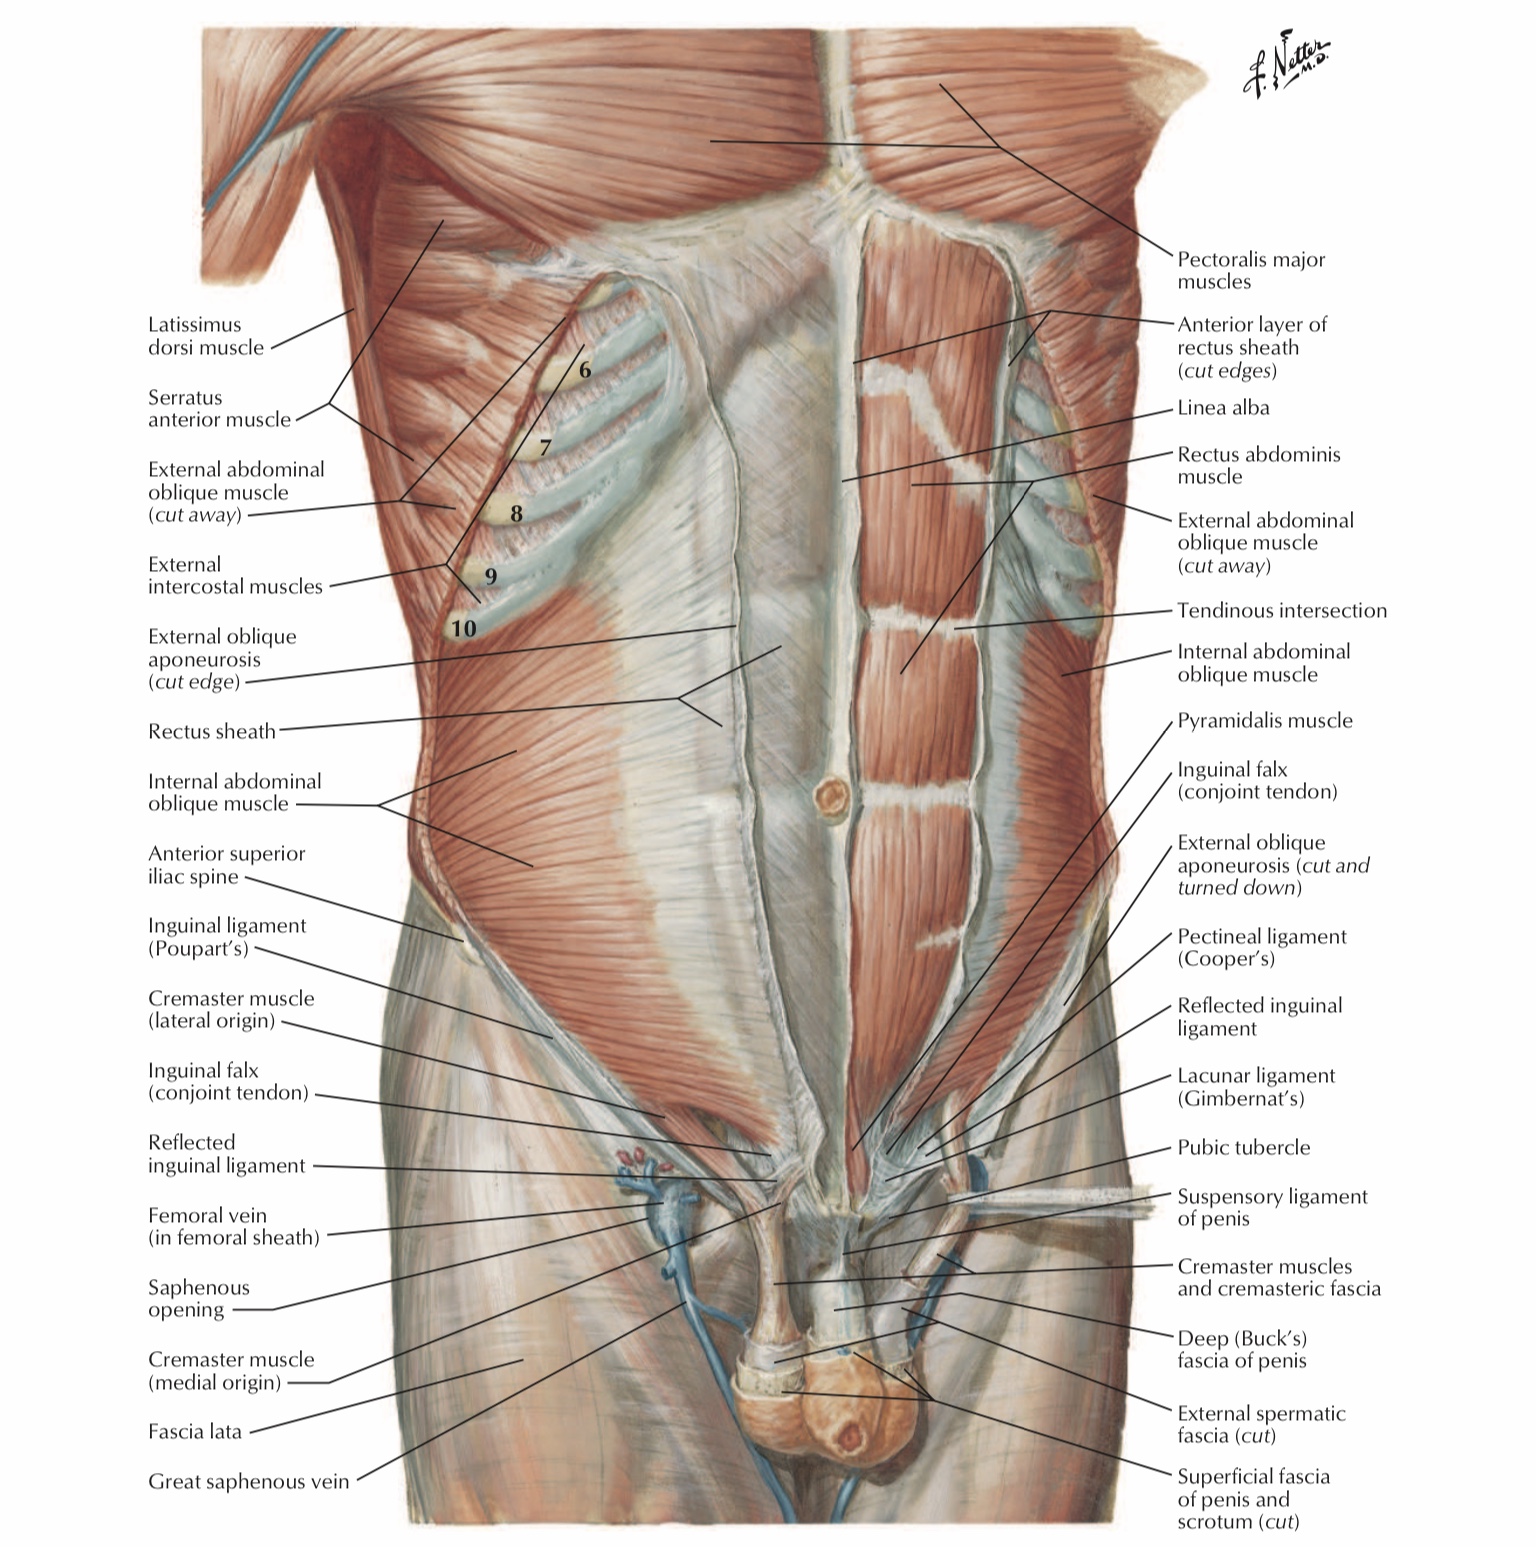 F. Netter
M.D.
Latissimus
dorsi muscle
Serratus
anterior muscle
External abdominal
oblique muscle
(cut away)
External
intercostal muscles
External oblique
aponeurosis
(cut edge)
Rectus sheath
Internal abdominal
oblique muscle
Anterior superior
iliac spine
Inguinal ligament
(Poupart’s)
Cremaster muscle
(lateral origin)
Inguinal falx
(conjoint tendon)
Reflected
inguinal ligament
Femoral vein
(in femoral sheath)
Saphenous
opening
Cremaster muscle
(medial origin)
Fascia lata
Great saphenous vein
6
7
8
9
10
Pectoralis major
muscles
Anterior layer of
rectus sheath
(cut edges)
Linea alba
Rectus abdominis
muscle
External abdominal
oblique muscle
(cut away)
Tendinous intersection
Internal abdominal
oblique muscle
Pyramidalis muscle
Inguinal falx
(conjoint tendon)
External oblique
aponeurosis (cut and
turned down)
Pectineal ligament
(Cooper’s)
Reflected inguinal
ligament
Lacunar ligament
(Gimbernat’s)
Pubic tubercle
Suspensory ligament
of penis
Cremaster muscles
and cremasteric fascia
Deep (Buck’s)
fascia of penis
External spermatic
fascia (cut)
Superficial fascia
of penis and
scrotum (cut)